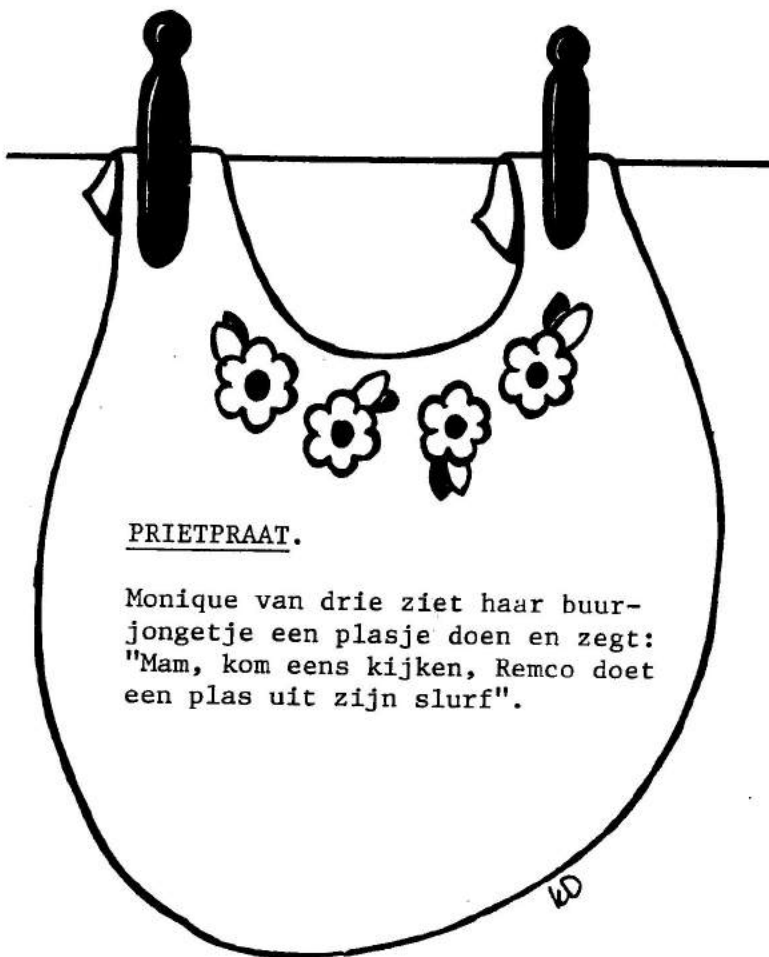 PRIETPRAAT.
Monique van drie ziet haar buur-
jongetje een plasje doen en zegt:
"Mam, kom eens kijken, Remco doet
een plas uit zijn slurf".
KD